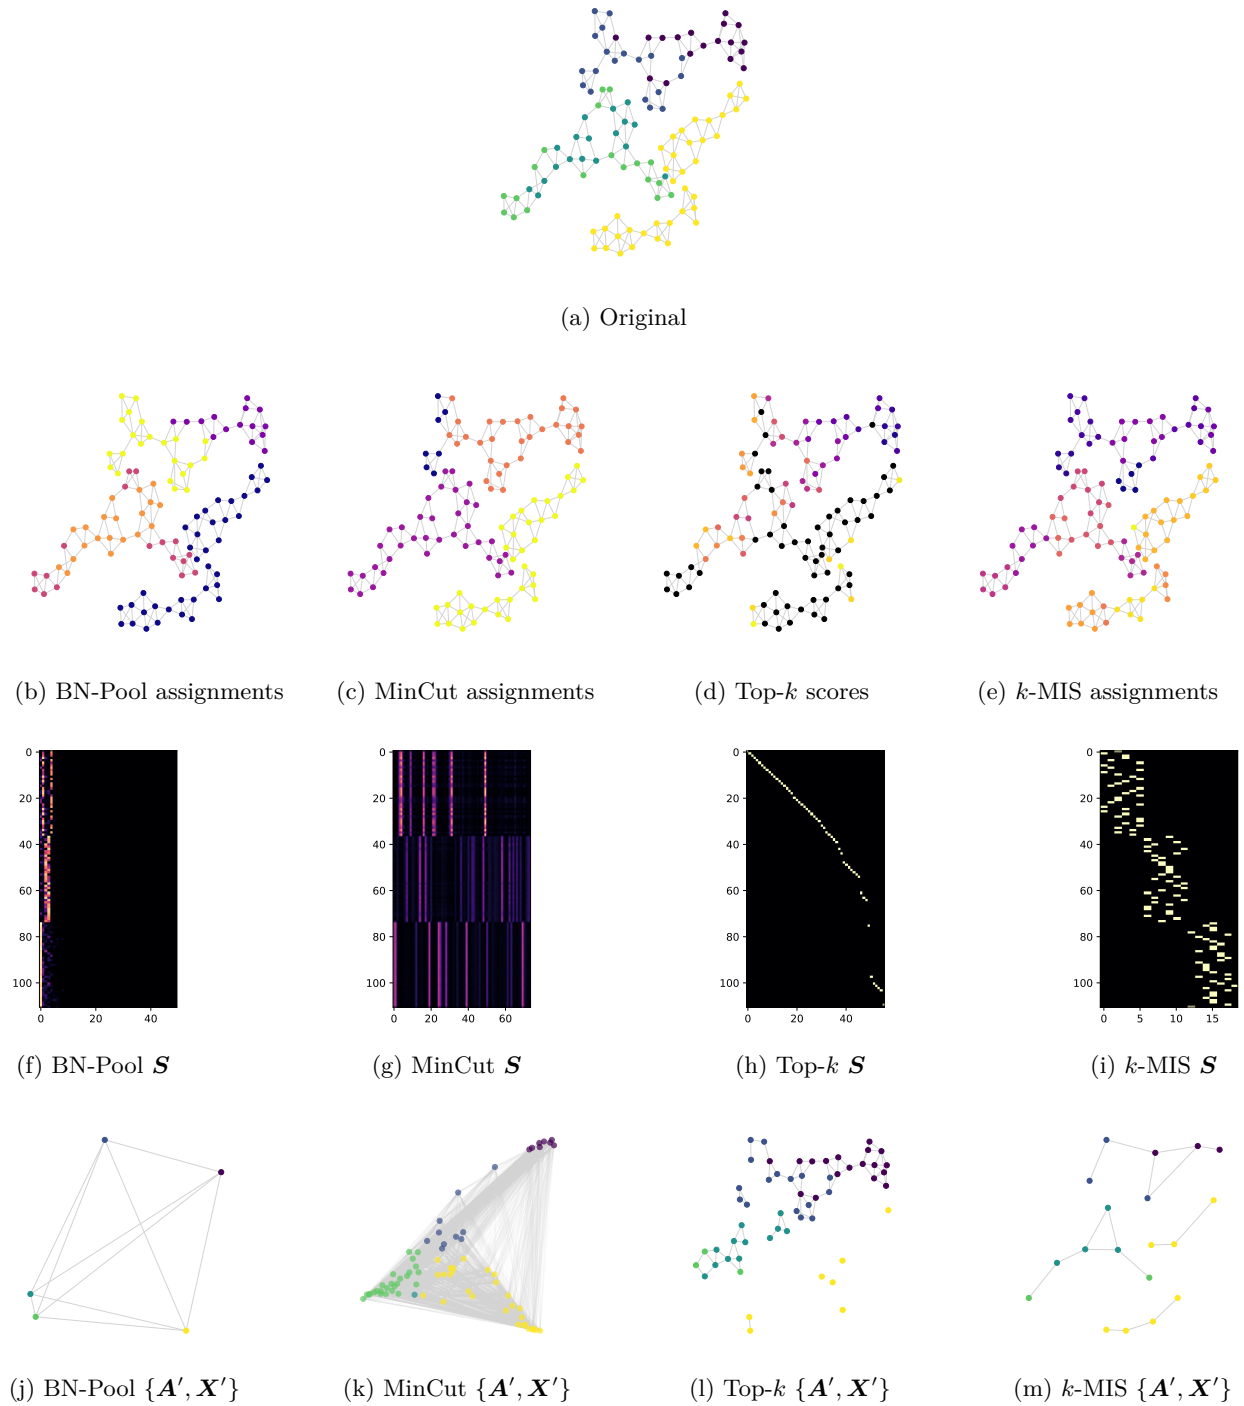 (a) Original
(b) BN-Pool assignments
(c) MinCut assignments
(d) Top-k scores
(e) k-MIS assignments
0
20
40
60
80
100
0 20 40
0
20
40
60
80
100
0 20 40 60
0
20
40
60
80
100
0 20 40
0
20
40
60
80
100
0 5 10 15
(f) BN-Pool S
(g) MinCut S
(h) Top-k S
(i) k-MIS S
(j) BN-Pool {A′, X′}
(k) MinCut {A′, X′}
(l) Top-k {A′, X′}
(m) k-MIS {A′, X′}